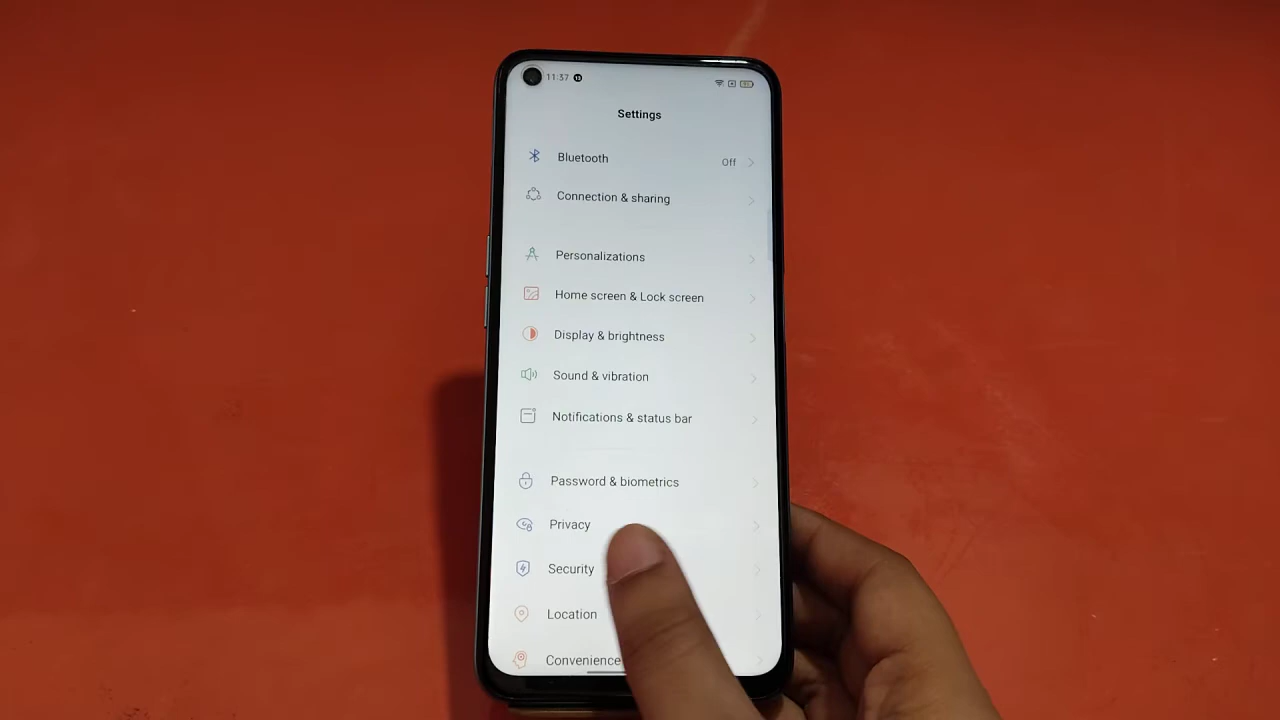 11:37
Settings
Bluetooth Off
Connection & sharing
Personalizations
Home screen & Lock screen
Display & brightness
Sound & vibration
Notifications & status bar
Password & biometrics
Privacy
Security
Location
Convenience